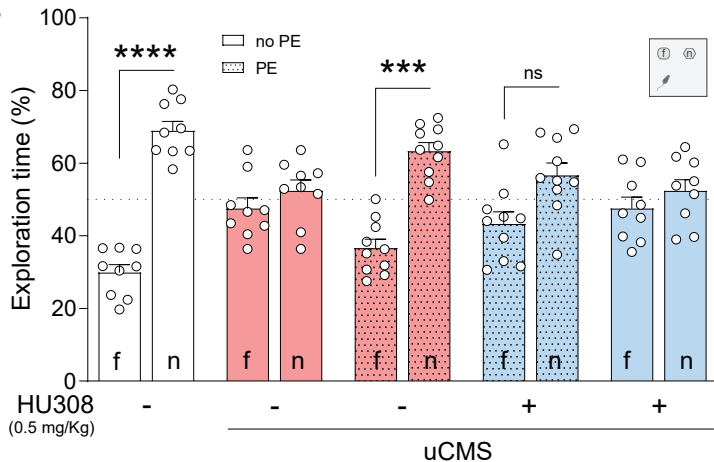 100
80
60
40
20
0
Exploration time (%)
no PE
PE
****
***
ns
f n
f n f n f n f n f n
HU308 - - - + +
(0.5 mg/Kg)
uCMS